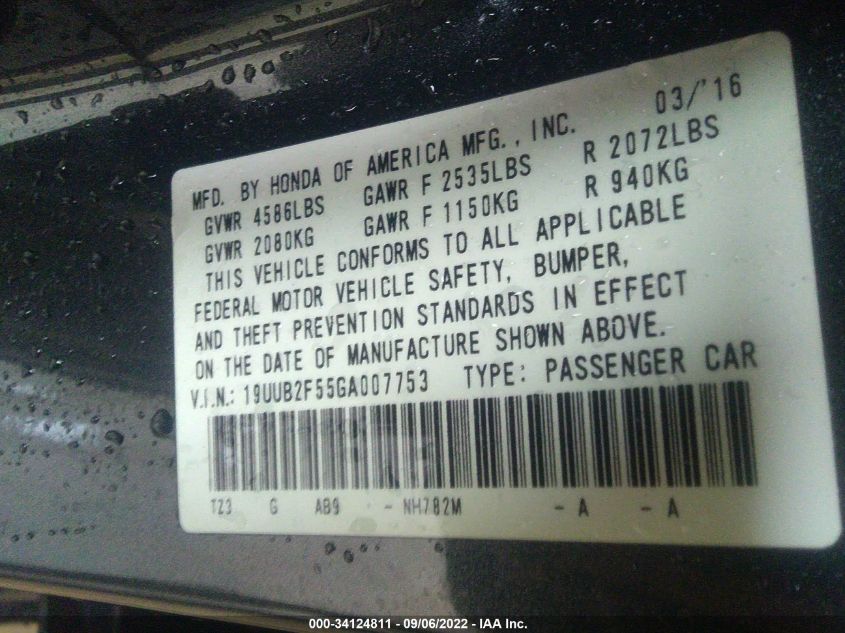 03/'16
MFD. BY HONDA OF AMERICA MFG., INC.
GVWR 4586LBS GAWR F 2535LBS R 2072LBS
GVWR 2080KG GAWR F 1150KG R 940KG
THIS VEHICLE CONFORMS TO ALL APPLICABLE
FEDERAL MOTOR VEHICLE SAFETY, BUMPER,
AND THEFT PREVENTION STANDARDS IN EFFECT
ON THE DATE OF MANUFACTURE SHOWN ABOVE.
V.I.N.: 19UUB2F55GA007753 TYPE: PASSENGER CAR
TZ3 G AB9 - NH782M - A - A
000-34124811 - 09/06/2022 - IAA Inc.